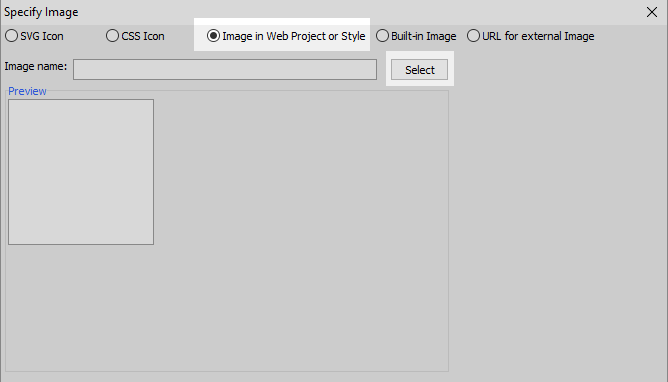 Specify Image
SVG Icon CSS Icon Image in Web Project or Style Built-in Image URL for external Image
Image name: Select
Preview